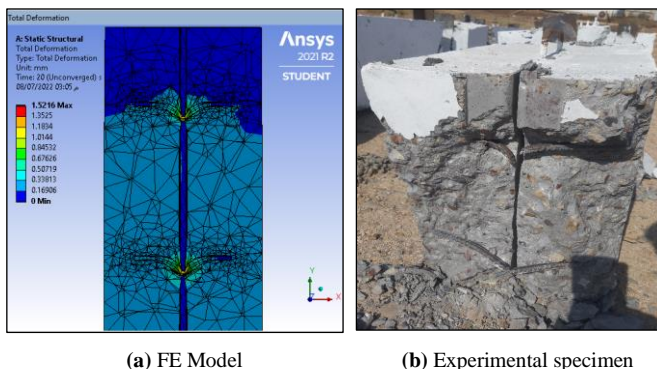 Total Deformation
A: Static Structural
Total Deformation
Type: Total Deformation
Unit: mm
Time: 20 (Unconverged)
08/07/2022 03:05 م
1.5216 Max
1.3525
1.1834
1.0144
0.84532
0.67626
0.50719
0.33813
0.16906
0 Min
Ansys
2021 R2
STUDENT
Y
X
(a) FE Model
(b) Experimental specimen